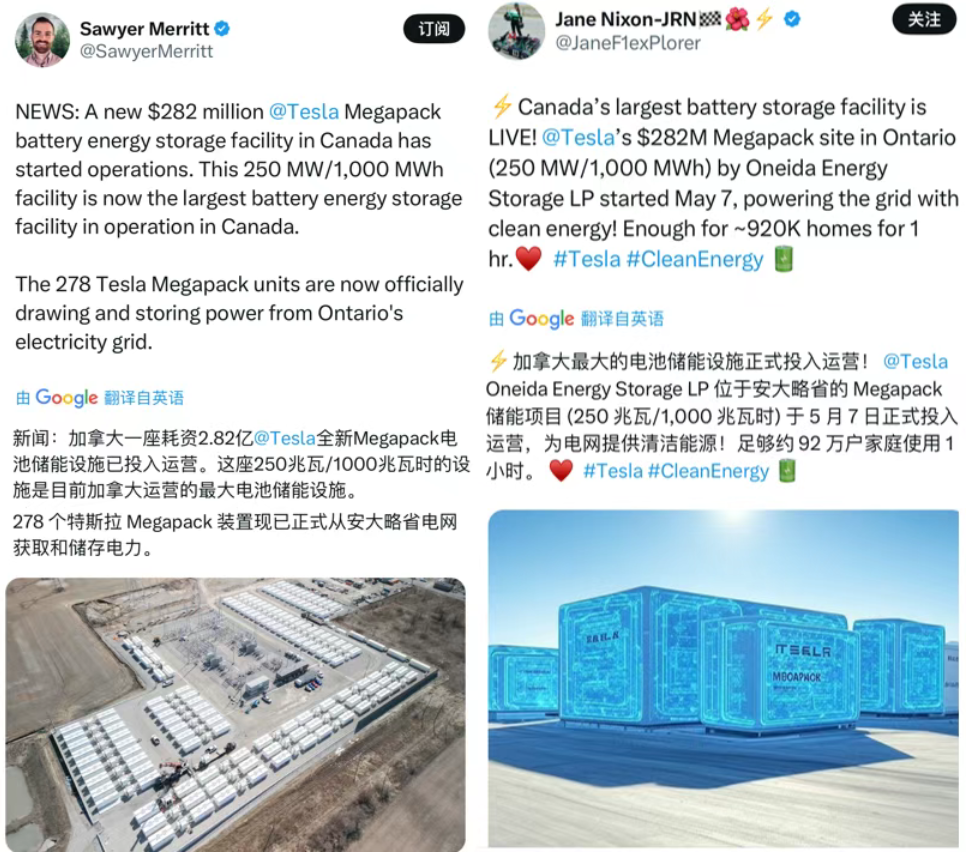 Sawyer Merritt
@SawyerMerritt
订阅
NEWS: A new $282 million @Tesla Megapack
battery energy storage facility in Canada has
started operations. This 250 MW/1,000 MWh
facility is now the largest battery energy storage
facility in operation in Canada.
The 278 Tesla Megapack units are now officially
drawing and storing power from Ontario's
electricity grid.
由 Google 翻译自英语
新闻：加拿大一座耗资2.82亿@Tesla全新Megapack电
池储能设施已投入运营。这座250兆瓦/1000兆瓦时的设
施是目前加拿大运营的最大电池储能设施。
278 个特斯拉 Megapack 装置现已正式从安大略省电网
获取和储存电力。
Jane Nixon-JRN🏁🌺⚡
@JaneF1exPlorer
关注
⚡Canada’s largest battery storage facility is
LIVE! @Tesla’s $282M Megapack site in Ontario
(250 MW/1,000 MWh) by Oneida Energy
Storage LP started May 7, powering the grid with
clean energy! Enough for ~920K homes for 1
hr.♥️ #Tesla #CleanEnergy 🔋
由 Google 翻译自英语
⚡加拿大最大的电池储能设施正式投入运营！ @Tesla
Oneida Energy Storage LP 位于安大略省的 Megapack
储能项目 (250 兆瓦/1,000 兆瓦时) 于 5 月 7 日正式投入
运营，为电网提供清洁能源！足够约 92 万户家庭使用 1
小时。 ♥️ #Tesla #CleanEnergy 🔋